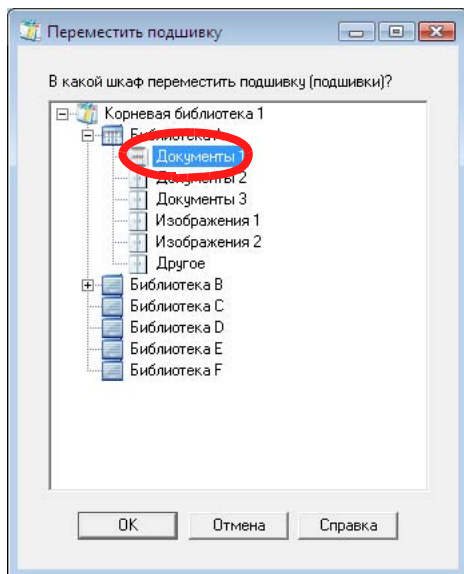 Переместить подшивку
В какой шкаф переместить подшивку (подшивки)?
Корневая библиотека 1
Библиотека A
Документы 1
Документы 2
Документы 3
Изображения 1
Изображения 2
Другое
Библиотека B
Библиотека C
Библиотека D
Библиотека E
Библиотека F
OK Отмена Справка